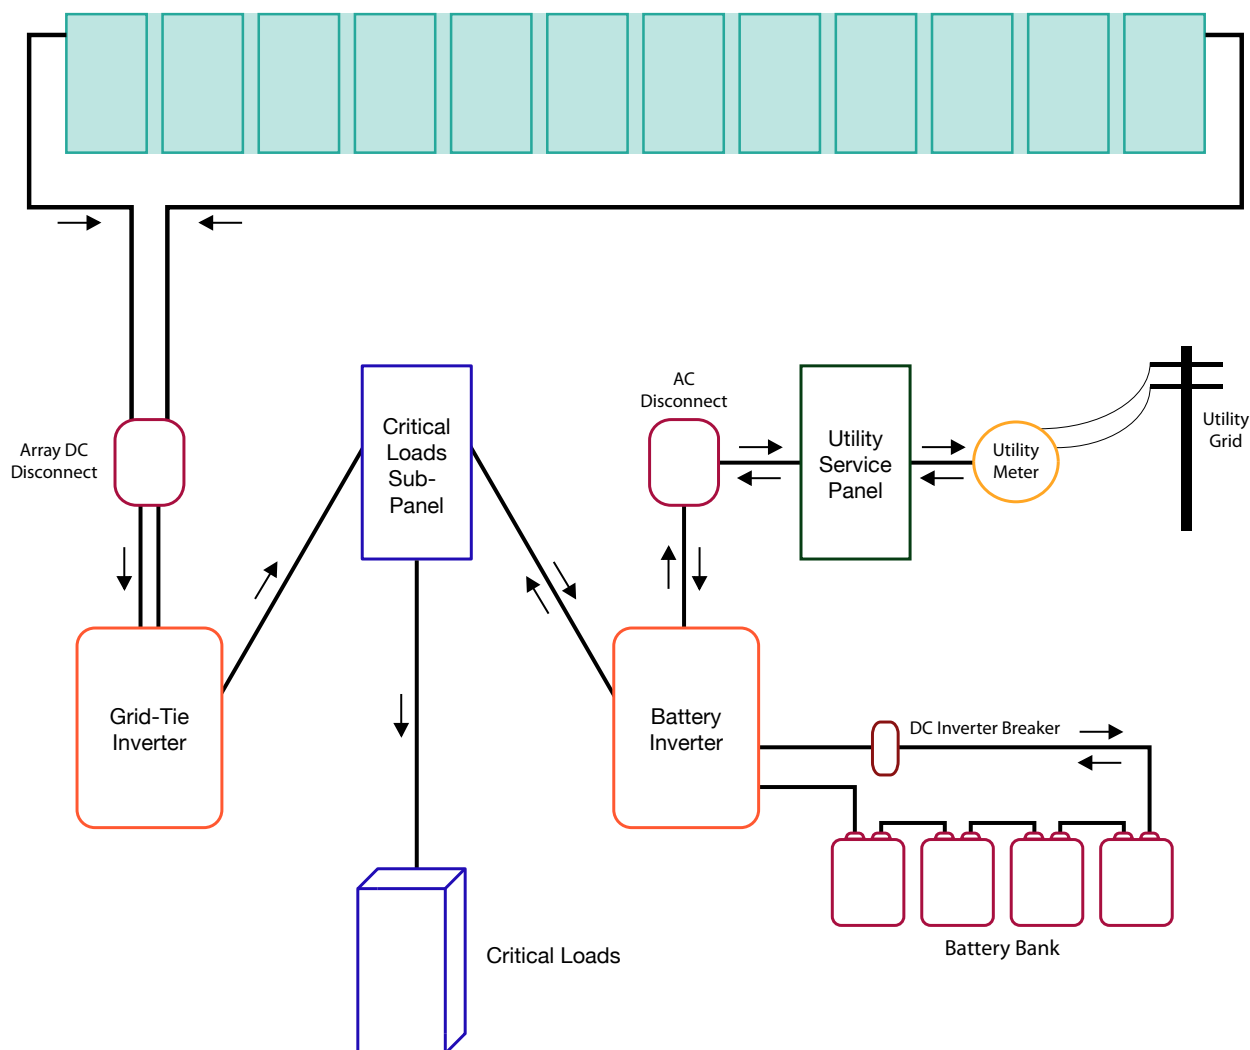 AC
Disconnect
Critical
Loads
Sub-
Panel
Utility
Service
Panel
Utility
Meter
Utility
Grid
Array DC
Disconnect
Grid-Tie
Inverter
Battery
Inverter
DC Inverter Breaker
Battery Bank
Critical Loads